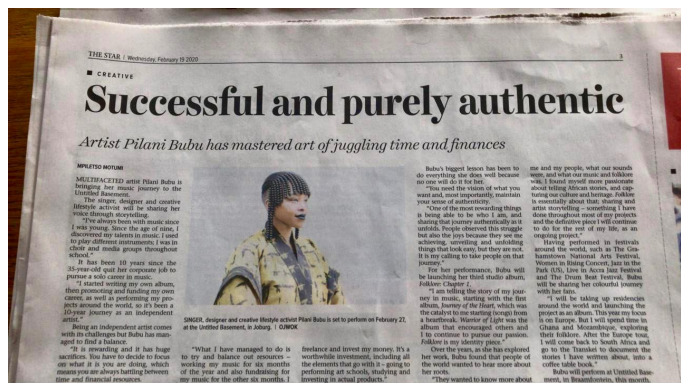 THE STAR | Wednesday, February 19 2020
3
■ CREATIVE
Successful and purely authentic
Artist Pilani Bubu has mastered art of juggling time and finances
MPILETSO MOTUMI
MULTIFACETED artist Pilani Bubu is
bringing her music journey to the
Untitled Basement.
The singer, designer and creative
lifestyle activist will be sharing her
voice through storytelling.
"I've always been with music since
I was young. Since the age of nine, I
discovered my talents in music. I used
to play different instruments; I was in
choir and media groups throughout
school."
It has been 10 years since the
35-year-old quit her corporate job to
pursue a solo career in music.
"I started writing my own album,
then promoting and funding my own
career, as well as performing my pro-
jects around the world, so it's been a
10-year journey as an independent
artist."
Being an independent artist comes
with its challenges but Bubu has man-
aged to find a balance.
"It is rewarding and it has huge
sacrifices. You have to decide to focus
on what it is you are doing, which
means you are always battling between
time and financial resources.
SINGER, designer and creative lifestyle activist Pilani Bubu is set to perform on February 27,
at the Untitled Basement, in Joburg. | OJMOK
"What I have managed to do is
to try and balance out resources –
working my music for six months
of the year and also fundraising for
my music for the other six months. I
freelance and invest my money. It's a
worthwhile investment, including all
the elements that go with it – going to
performing art schools, studying and
investing in actual products."
Bubu's biggest lesson has been to
do everything she does well because
no one will do it for her.
"You need the vision of what you
want and, most importantly, maintain
your sense of authenticity.
"One of the most rewarding things
is being able to be who I am, and
sharing that journey authentically as it
unfolds. People observed this struggle
but also the joys because they see me
achieving, unveiling and unfolding
things that look easy, but they are not.
It is my calling to take people on that
journey."
For her performance, Bubu will
be launching her third studio album,
Folklore: Chapter 1.
"I am telling the story of my jour-
ney in music, starting with the first
album, Journey of the Heart, which was
the catalyst to me starting (songs) from
a heartbreak. Warrior of Light was the
album that encouraged others and
I to continue to pursue our passion.
Folklore is my identity piece."
Over the years, as she has explored
her work, Bubu found that people of
the world wanted to hear more about
her roots.
"They wanted to know more about
me and my people, what our sounds
were, and what our music and folklore
was. I found myself more passionate
about telling African stories, and cap-
turing our culture and heritage. Folklore
is essentially about that; sharing and
artist storytelling – something I have
done throughout most of my projects
and the definitive piece I will continue
to do for the rest of my life, as an
ongoing project."
Having performed in festivals
around the world, such as The Gra-
hamstown National Arts Festival,
Women in Rising Concert, Jazz in the
Park (US), Live in Accra Jazz Festival
and The Drum Beat Festival, Bubu
will be sharing her colourful journey
with her fans.
"I will be taking up residencies
around the world and launching the
project as an album. This year my focus
is on Europe. But I will spend time in
Ghana and Mozambique, exploring
their folklore. After the Europe tour,
I will come back to South Africa and
go to the Transkei to document the
stories I have written about, into a
coffee table book."
Bubu will perform at Untitled Base-
ment, in Braamfontein, this month.